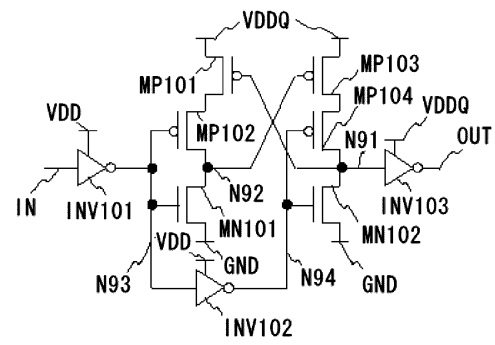 VDDQ
MP101
MP103
MP104
VDD
MP102
VDDQ
N91
OUT
N92
IN
INV101
MN101
INV103
MN102
VDD
GND
N93
N94
GND
INV102